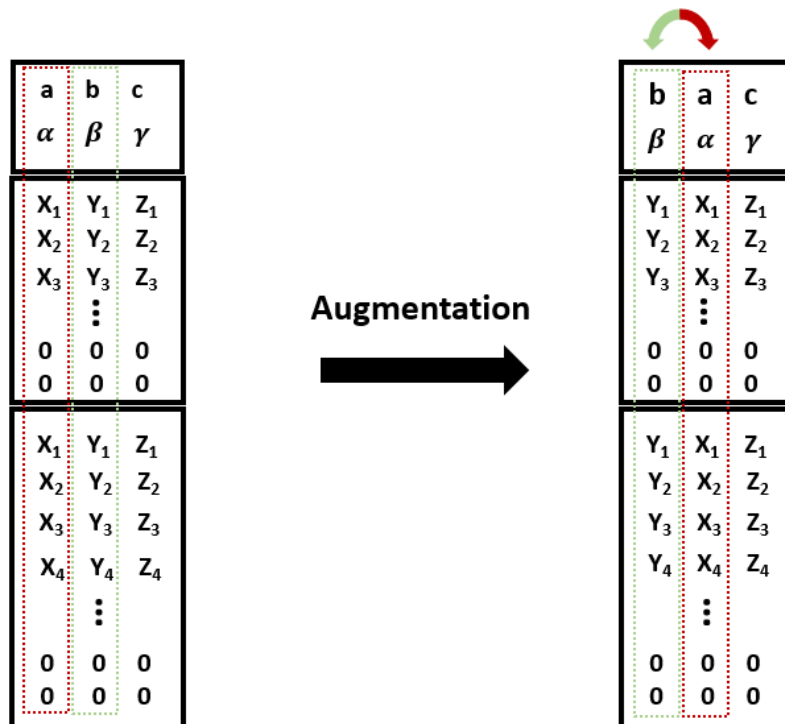 a b c
α β γ
X₁ Y₁ Z₁
X₂ Y₂ Z₂
X₃ Y₃ Z₃
⋮
0 0 0
0 0 0
X₁ Y₁ Z₁
X₂ Y₂ Z₂
X₃ Y₃ Z₃
X₄ Y₄ Z₄
⋮
0 0 0
0 0 0
Augmentation
b a c
β α γ
Y₁ X₁ Z₁
Y₂ X₂ Z₂
Y₃ X₃ Z₃
⋮
0 0 0
0 0 0
Y₁ X₁ Z₁
Y₂ X₂ Z₂
Y₃ X₃ Z₃
Y₄ X₄ Z₄
⋮
0 0 0
0 0 0